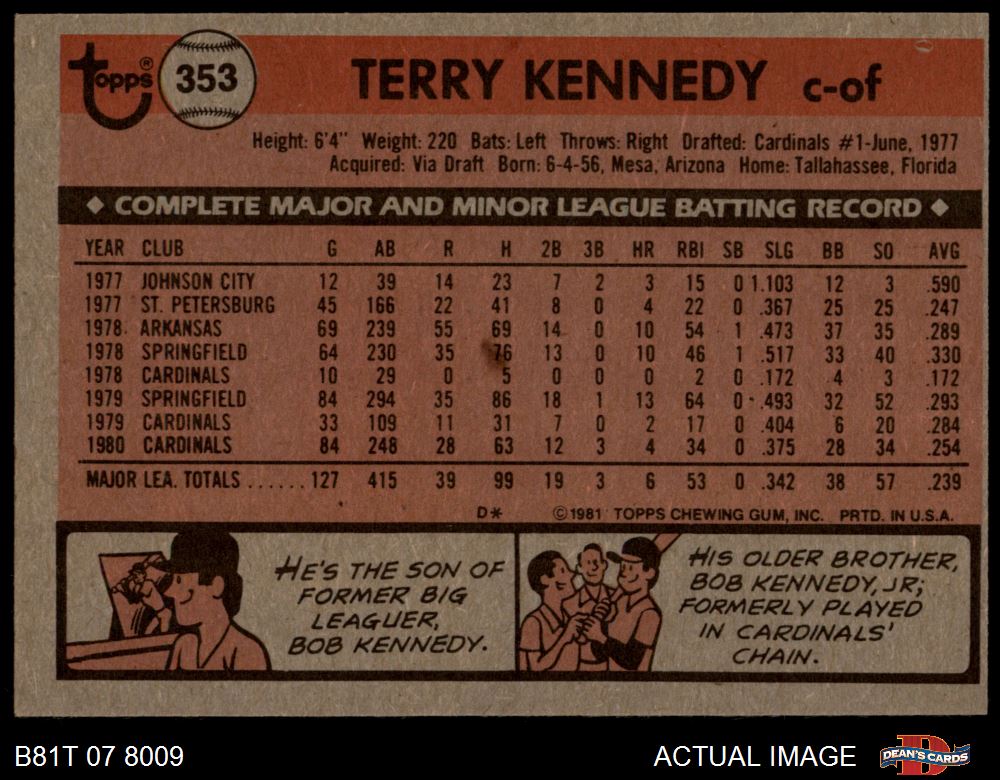 Topps® 353 TERRY KENNEDY c-of
Height: 6'4" Weight: 220 Bats: Left Throws: Right Drafted: Cardinals #1-June, 1977
Acquired: Via Draft Born: 6-4-56, Mesa, Arizona Home: Tallahassee, Florida
◆ COMPLETE MAJOR AND MINOR LEAGUE BATTING RECORD ◆
YEAR CLUB G AB R H 2B 3B HR RBI SB SLG BB SO AVG
1977 JOHNSON CITY 12 39 14 23 7 2 3 15 0 1.103 12 3 .590
1977 ST. PETERSBURG 45 166 22 41 8 0 4 22 0 .367 25 25 .247
1978 ARKANSAS 69 239 55 69 14 0 10 54 1 .473 37 35 .289
1978 SPRINGFIELD 64 230 35 76 13 0 10 46 1 .517 33 40 .330
1978 CARDINALS 10 29 0 5 0 0 0 2 0 .172 4 3 .172
1979 SPRINGFIELD 84 294 35 86 18 1 13 64 0 .493 32 52 .293
1979 CARDINALS 33 109 11 31 7 0 2 17 0 .404 6 20 .284
1980 CARDINALS 84 248 28 63 12 3 4 34 0 .375 28 34 .254
MAJOR LEA. TOTALS ...... 127 415 39 99 19 3 6 53 0 .342 38 57 .239
D* ©1981 TOPPS CHEWING GUM, INC. PRTD. IN U.S.A.
HE'S THE SON OF
FORMER BIG
LEAGUER,
BOB KENNEDY.
HIS OLDER BROTHER,
BOB KENNEDY, JR;
FORMERLY PLAYED
IN CARDINALS'
CHAIN.
B81T 07 8009 ACTUAL IMAGE DEAN'S CARDS